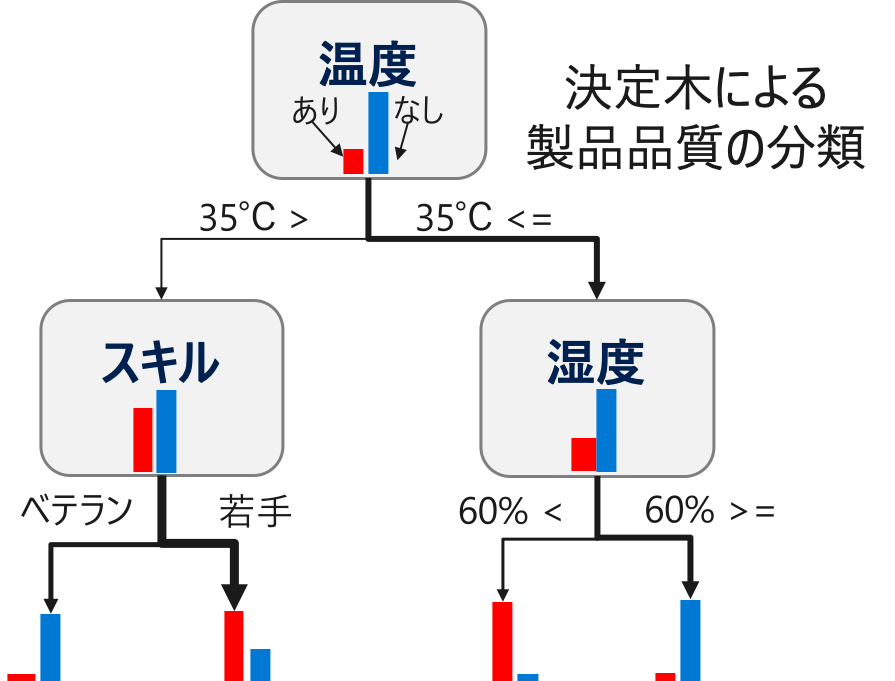 温度
あり なし
決定木による
製品品質の分類
35℃ > 35℃ <=
スキル 湿度
ベテラン 若手 60% < 60% >=